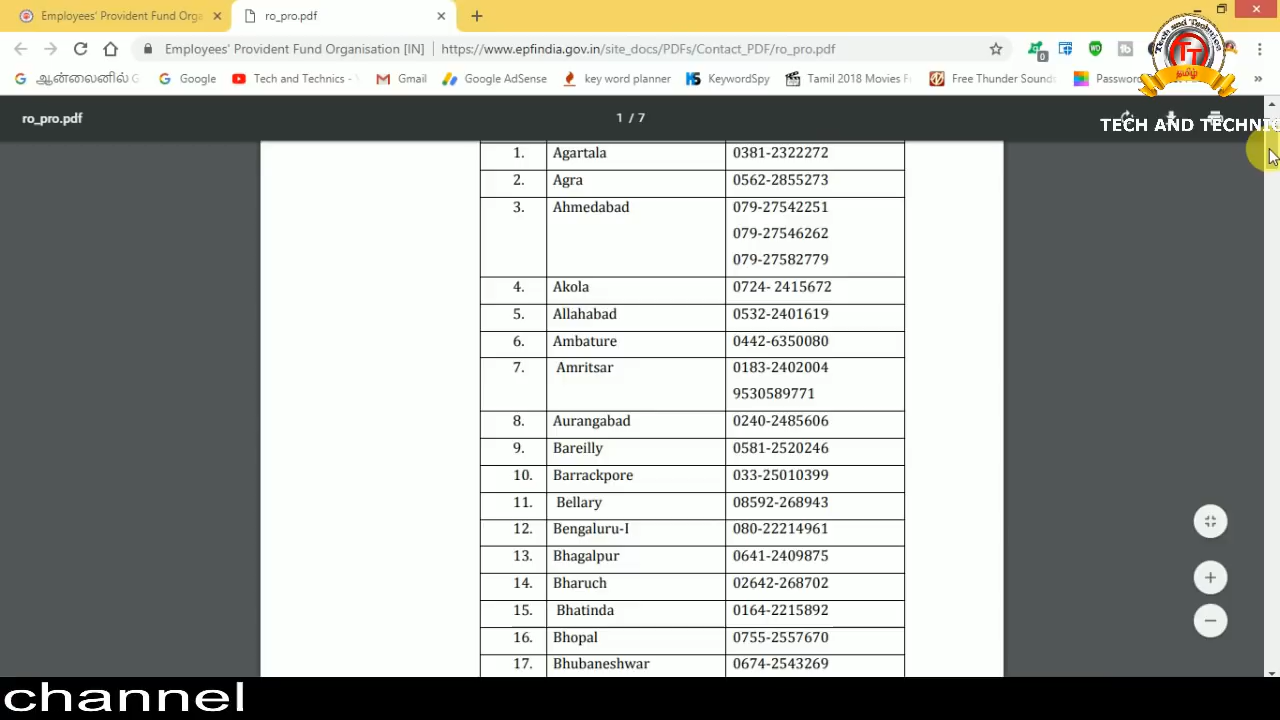 Employees' Provident Fund Orga
ro_pro.pdf
Employees' Provident Fund Organisation [IN] https://www.epfindia.gov.in/site_docs/PDFs/Contact_PDF/ro_pro.pdf
ஆன்லைனில் G
Google
Tech and Technics -
Gmail
Google AdSense
key word planner
KeywordSpy
Tamil 2018 Movies F
Free Thunder Sound
Passwor
Tech and Technics
TT
தமிழ்
ro_pro.pdf 1 / 7
TECH AND TECHNI
1. Agartala 0381-2322272
2. Agra 0562-2855273
3. Ahmedabad 079-27542251
079-27546262
079-27582779
4. Akola 0724- 2415672
5. Allahabad 0532-2401619
6. Ambature 0442-6350080
7. Amritsar 0183-2402004
9530589771
8. Aurangabad 0240-2485606
9. Bareilly 0581-2520246
10. Barrackpore 033-25010399
11. Bellary 08592-268943
12. Bengaluru-I 080-22214961
13. Bhagalpur 0641-2409875
14. Bharuch 02642-268702
15. Bhatinda 0164-2215892
16. Bhopal 0755-2557670
17. Bhubaneshwar 0674-2543269
channel